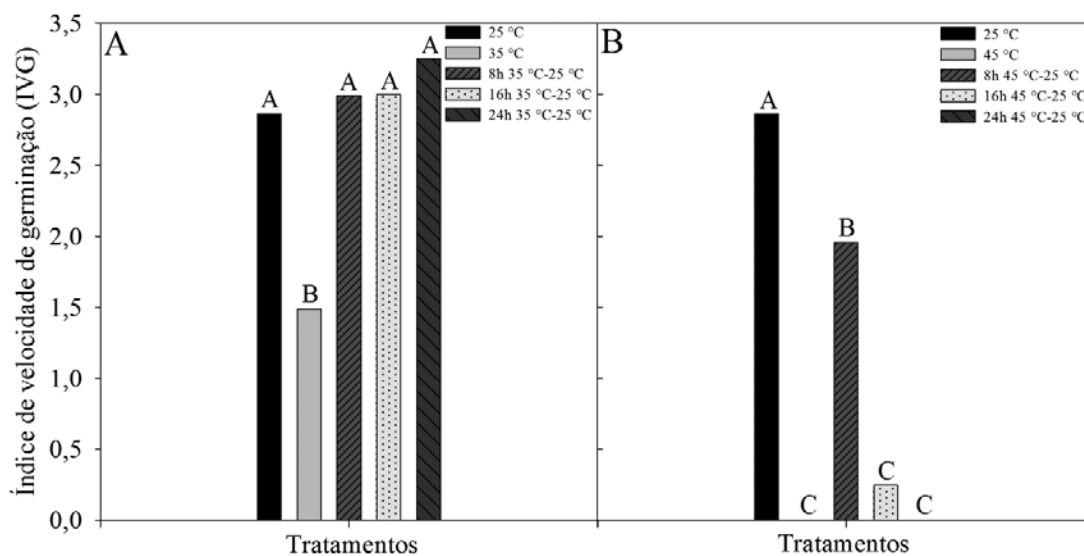 Índice de velocidade de germinação (IVG)
3,5
3,0
2,5
2,0
1,5
1,0
0,5
0,0
A
25 °C
35 °C
8h 35 °C-25 °C
16h 35 °C-25 °C
24h 35 °C-25 °C
A
B
A
A
A
Tratamentos
B
25 °C
45 °C
8h 45 °C-25 °C
16h 45 °C-25 °C
24h 45 °C-25 °C
A
C
B
C
C
Tratamentos